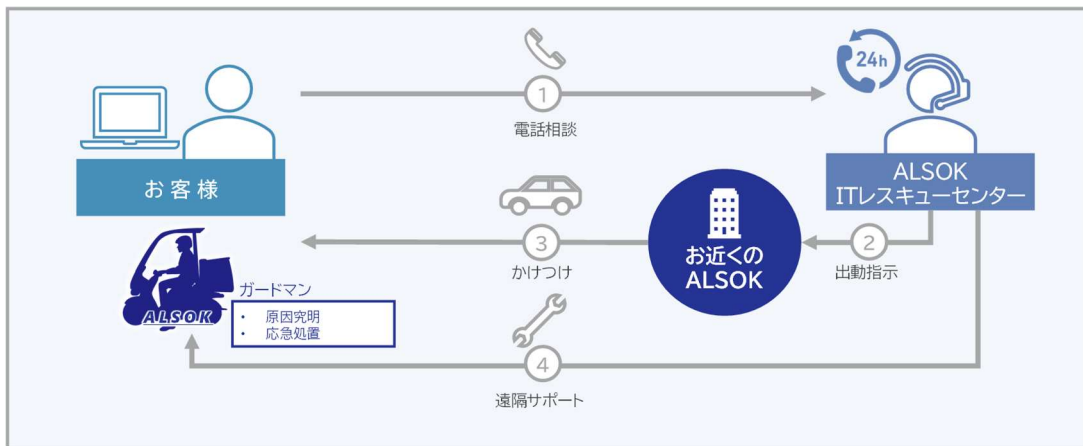 24h
1
電話相談
お客様
ALSOK
ITレスキューセンター
お近くの
ALSOK
2
出動指示
3
かけつけ
ALSOK
ガードマン
・ 原因究明
・ 応急処置
4
遠隔サポート